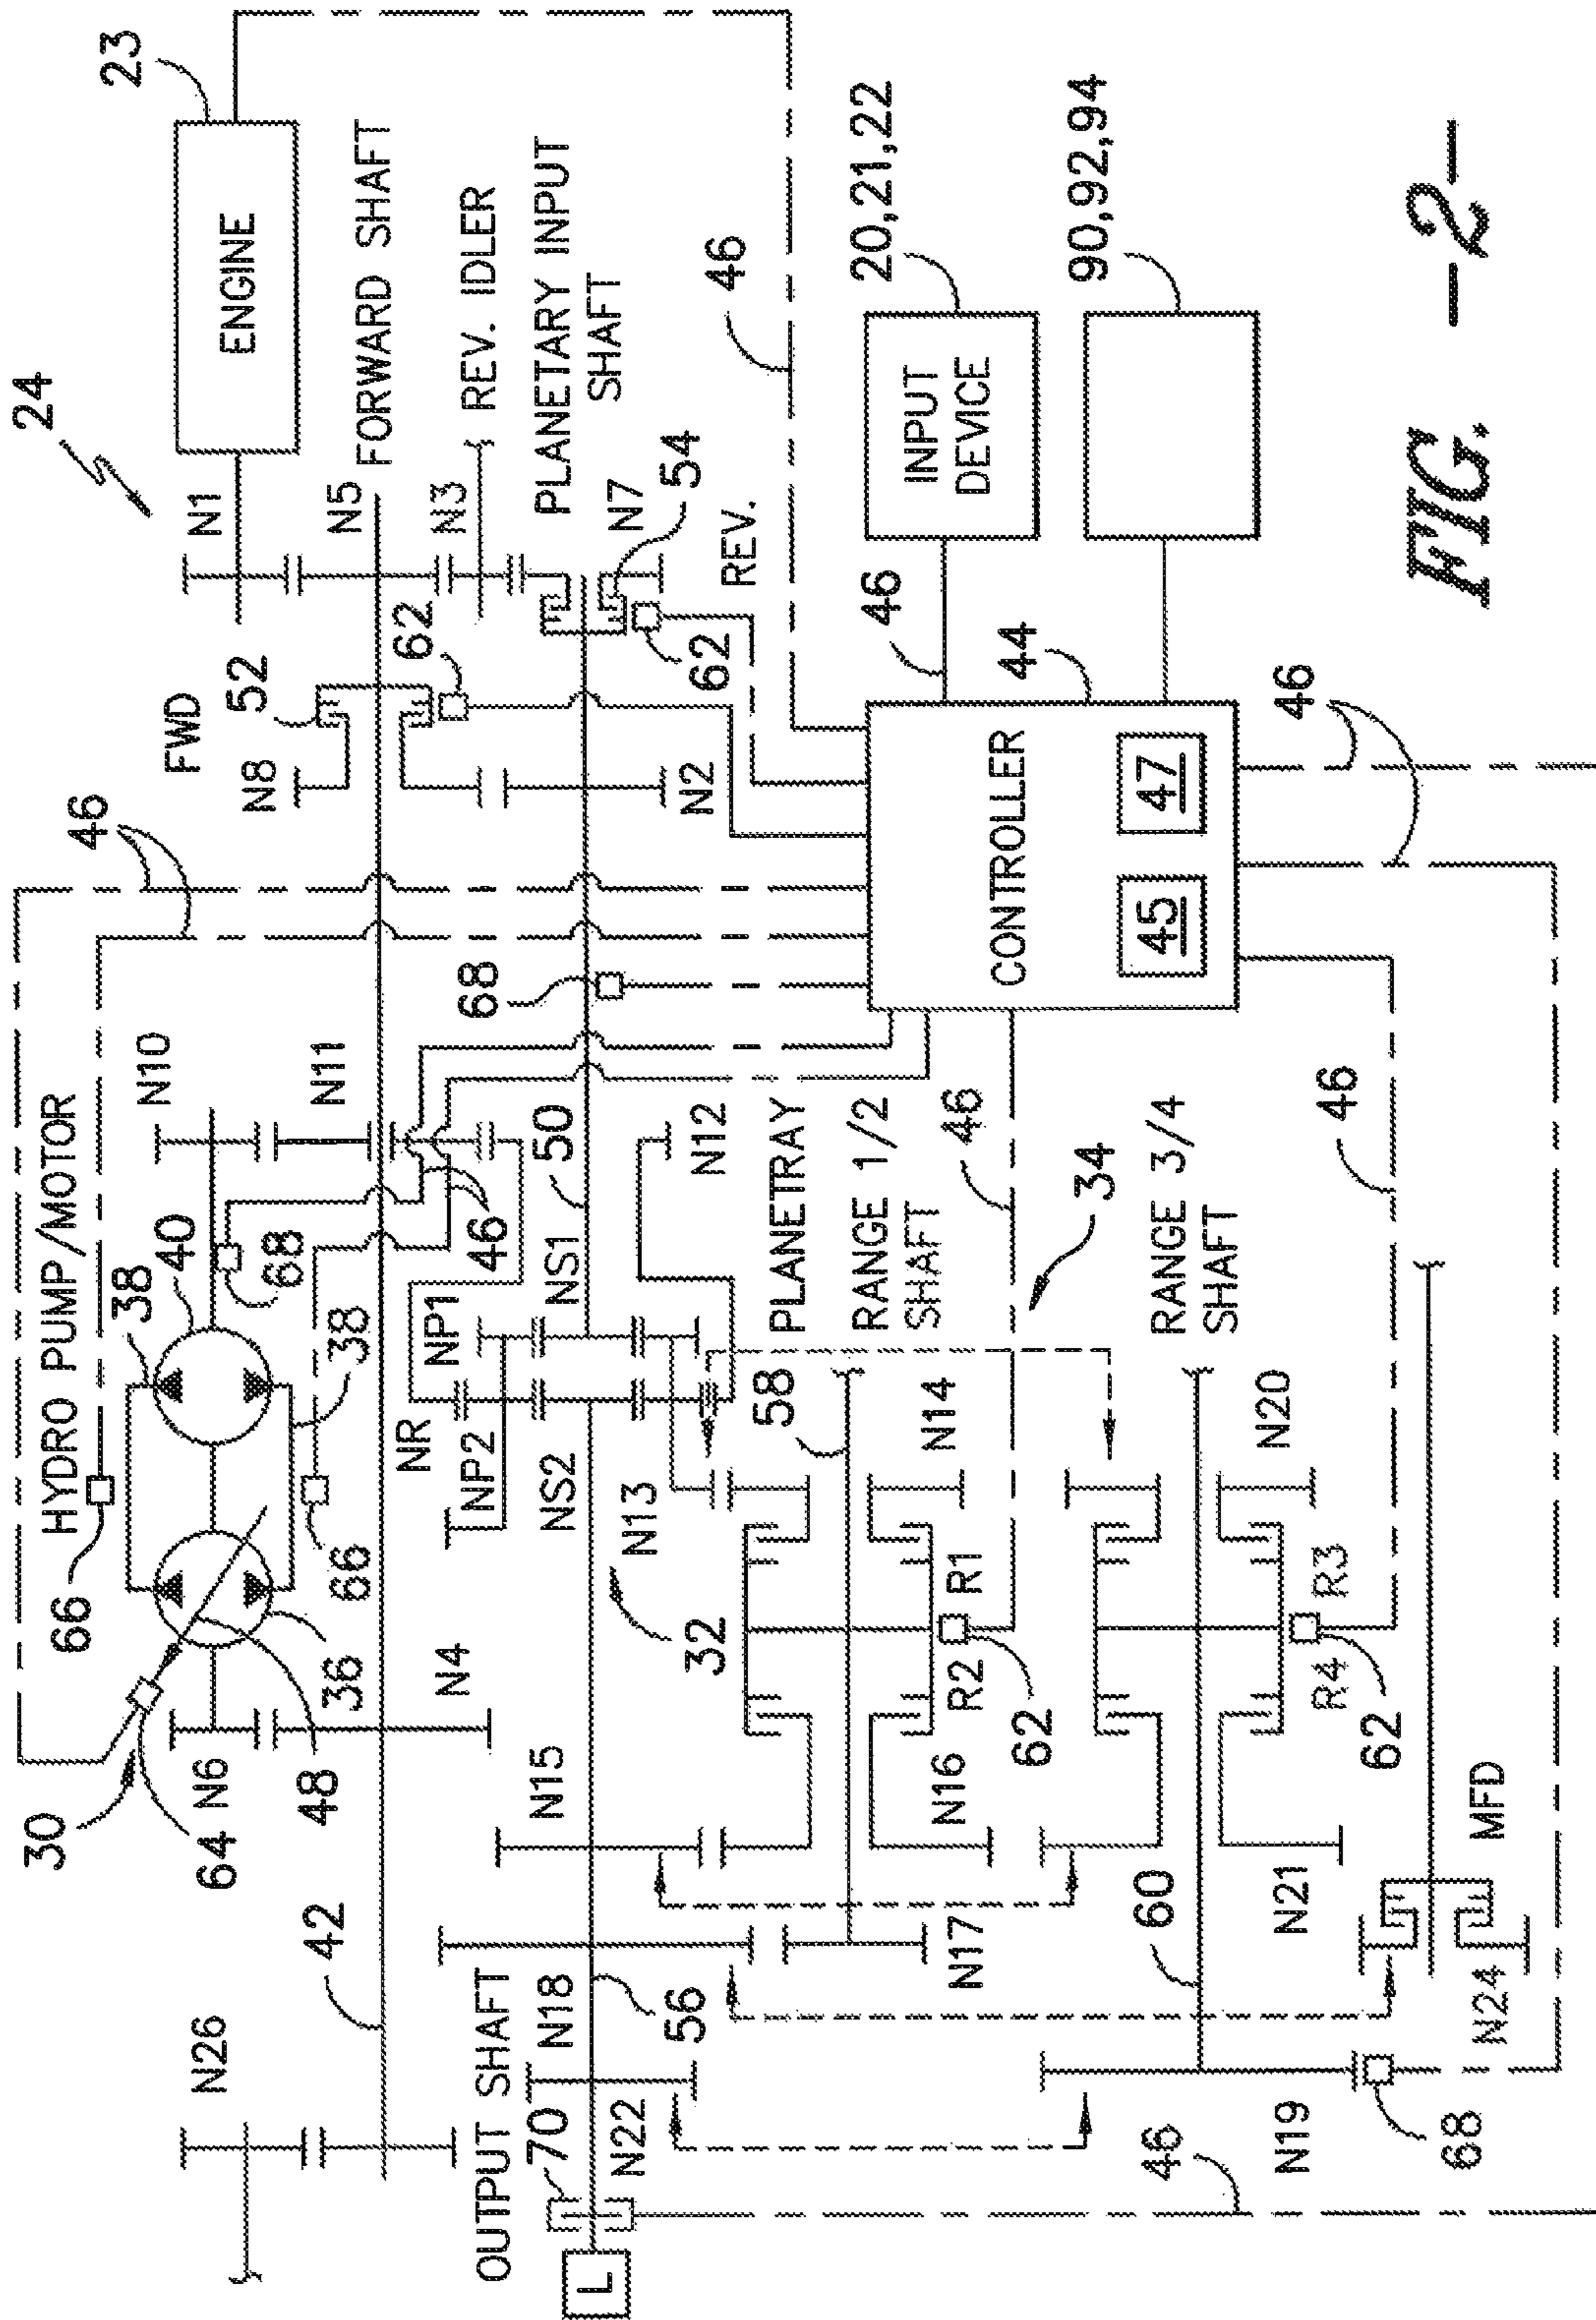 24
23
ENGINE
N1
FORWARD SHAFT
N5
REV. IDLER
N3
PLANETARY INPUT
SHAFT
N7
54
REV.
46
62
62
52
FWD
N8
N2
46
HYDRO PUMP/MOTOR
66
38
40
N10
N11
68
68
38
66
36
48
64
30
N6
N4
46
50
NP1
NS1
NR
NP2
NS2
N12
N13
32
PLANETRAY
RANGE 1/2
SHAFT
46
34
58
N14
R1
R2
62
N16
N15
RANGE 3/4
SHAFT
46
N20
R3
R4
62
N21
60
MFD
N17
N24
42
N26
OUTPUT SHAFT
N18
56
70
N22
L
N19
68
46
46
CONTROLLER
44
45
47
46
46
INPUT
DEVICE
20,21,22
90,92,94
FIG. -2-